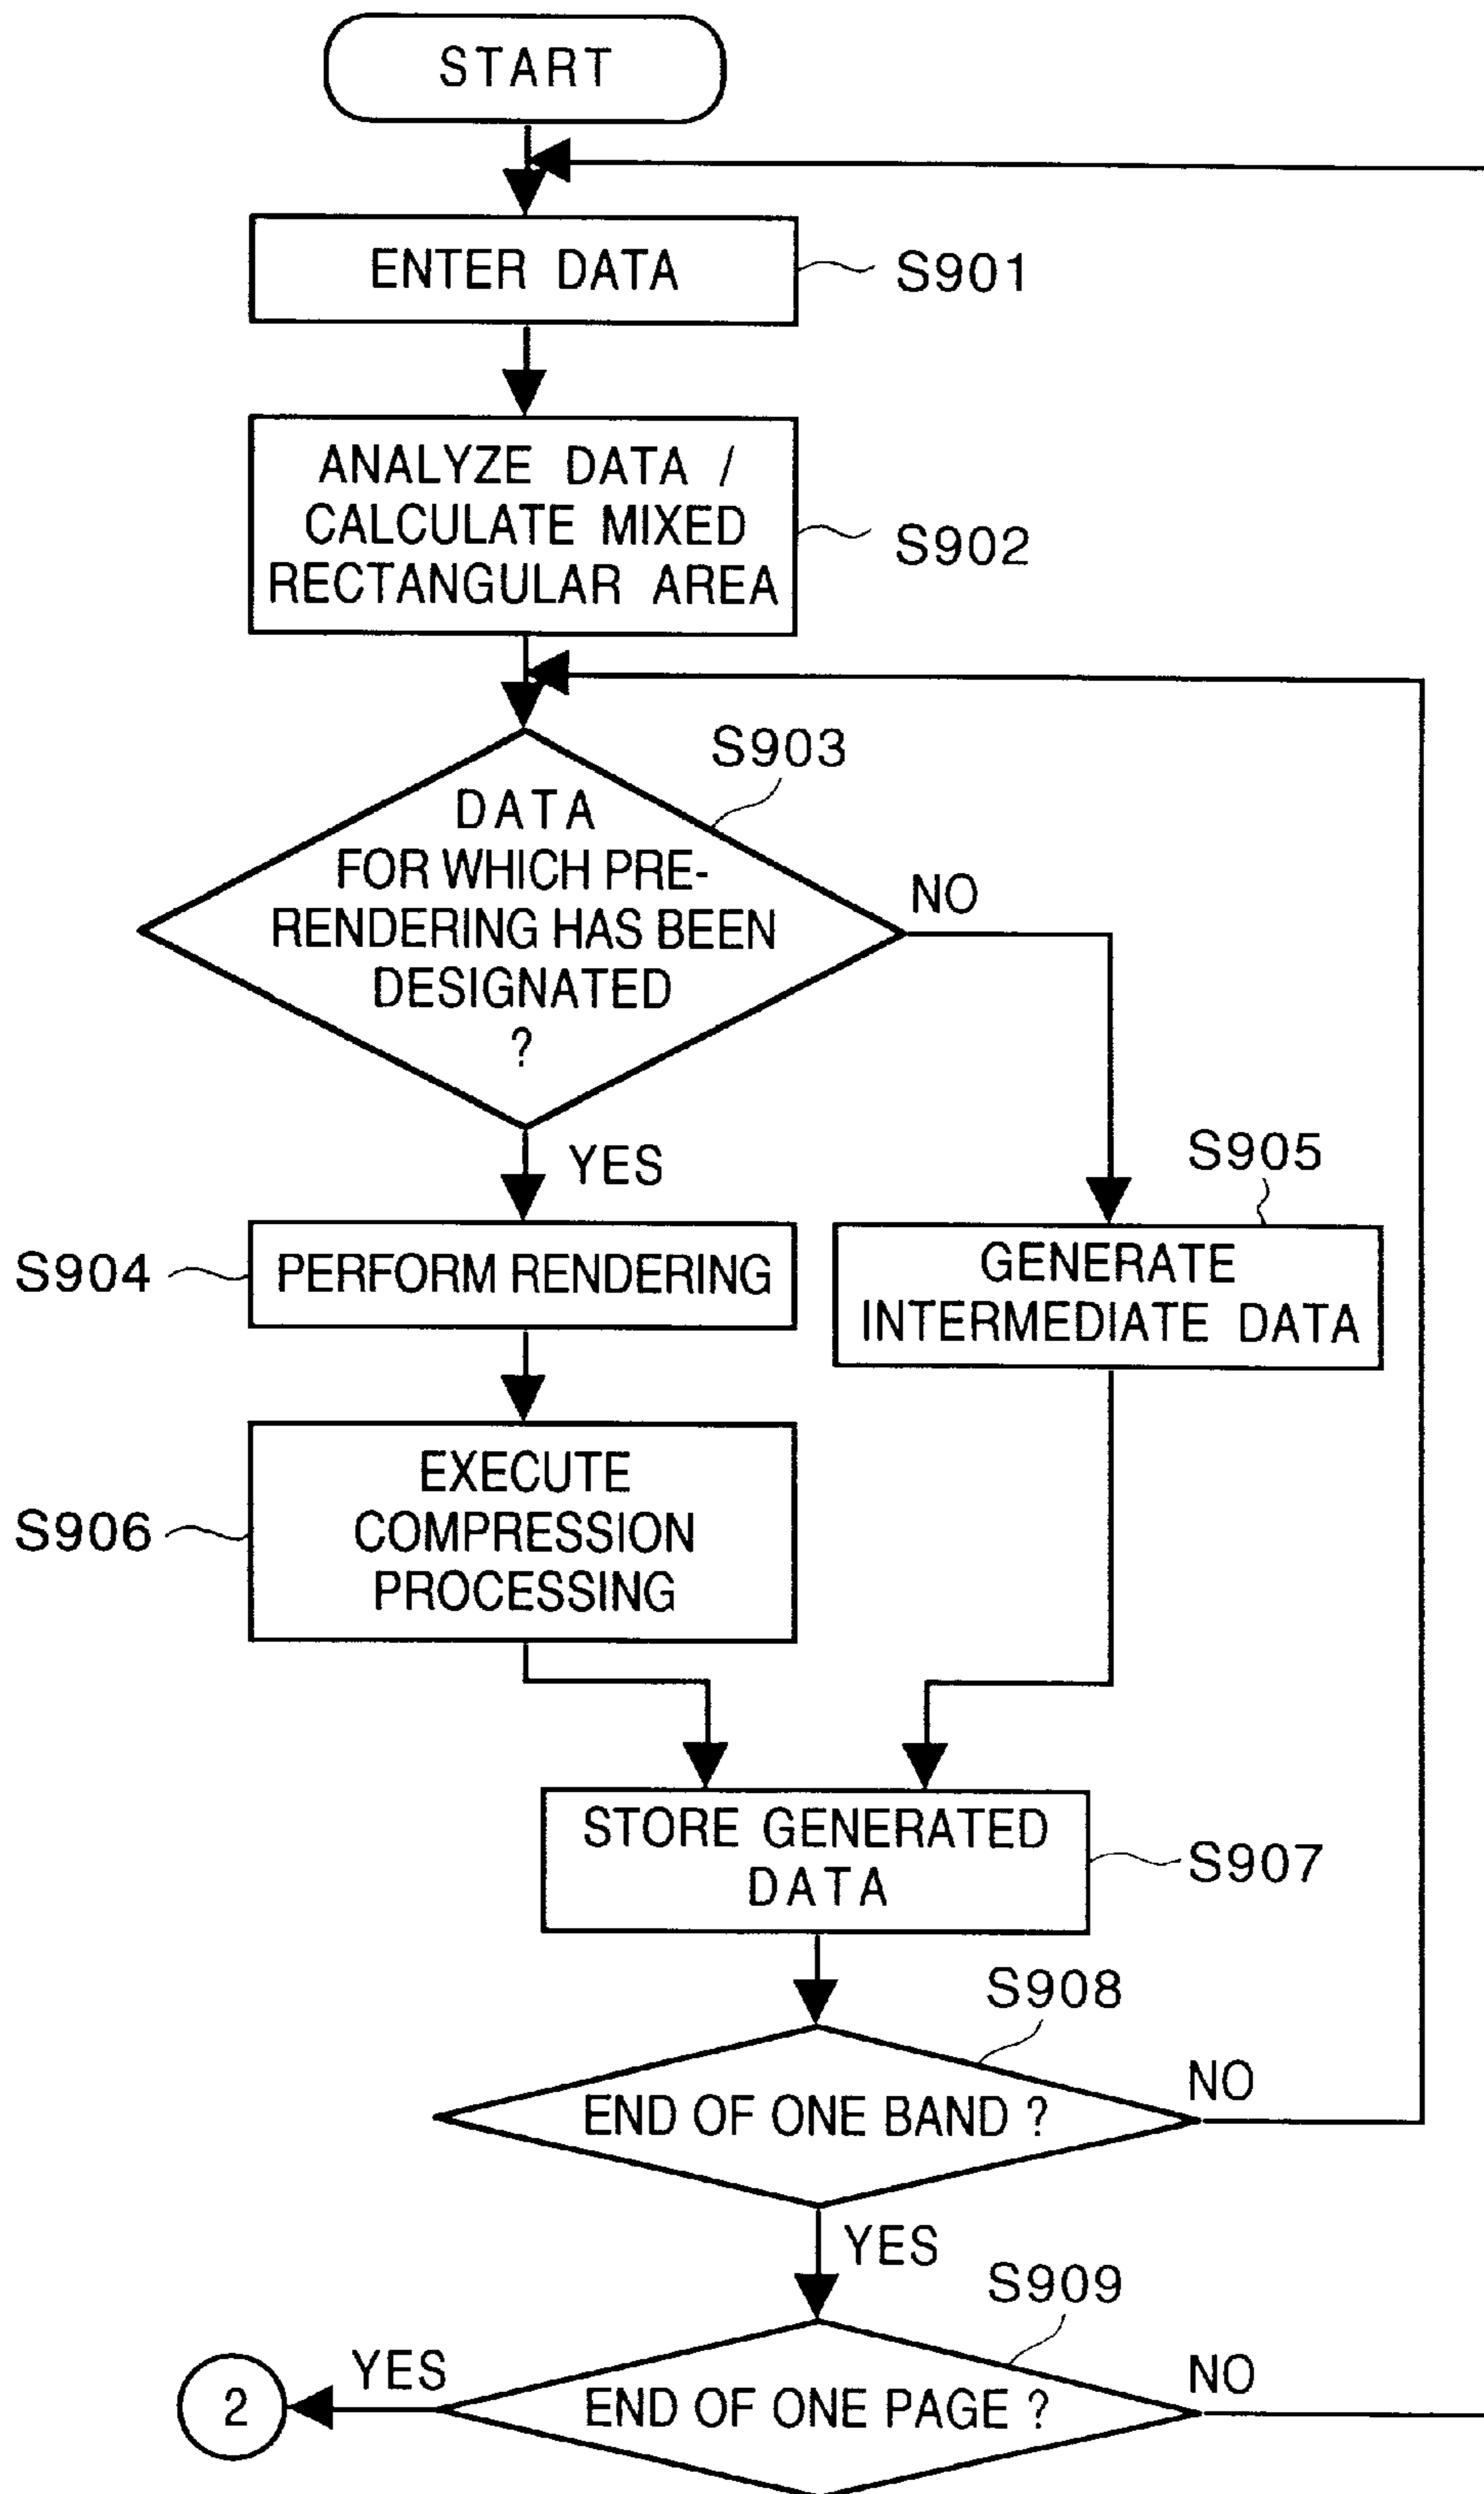 START
ENTER DATA
S901
ANALYZE DATA /
CALCULATE MIXED
RECTANGULAR AREA
S902
S903
DATA
FOR WHICH PRE-
RENDERING HAS BEEN
DESIGNATED
?
NO
YES
S905
S904
PERFORM RENDERING
GENERATE
INTERMEDIATE DATA
S906
EXECUTE
COMPRESSION
PROCESSING
STORE GENERATED
DATA
S907
S908
END OF ONE BAND ?
NO
YES
S909
2
YES
END OF ONE PAGE ?
NO